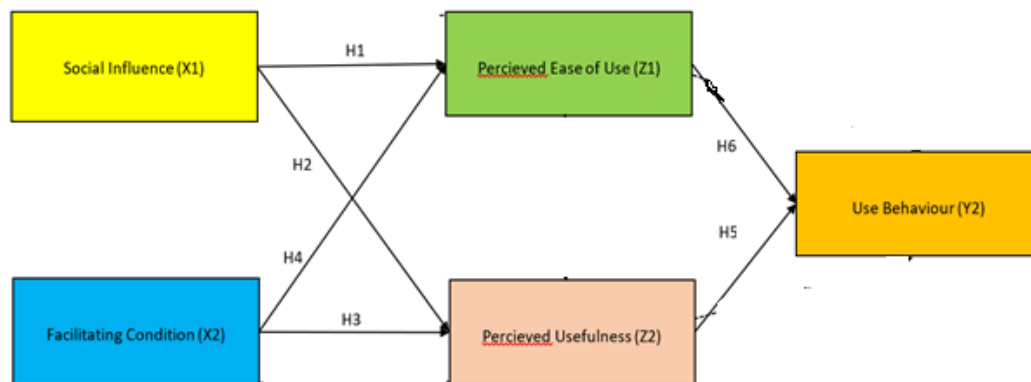 Social Influence (X1)
H1
Percieved Ease of Use (Z1)
H2
H6
Use Behaviour (Y2)
H4
H5
Facilitating Condition (X2)
H3
Percieved Usefulness (Z2)